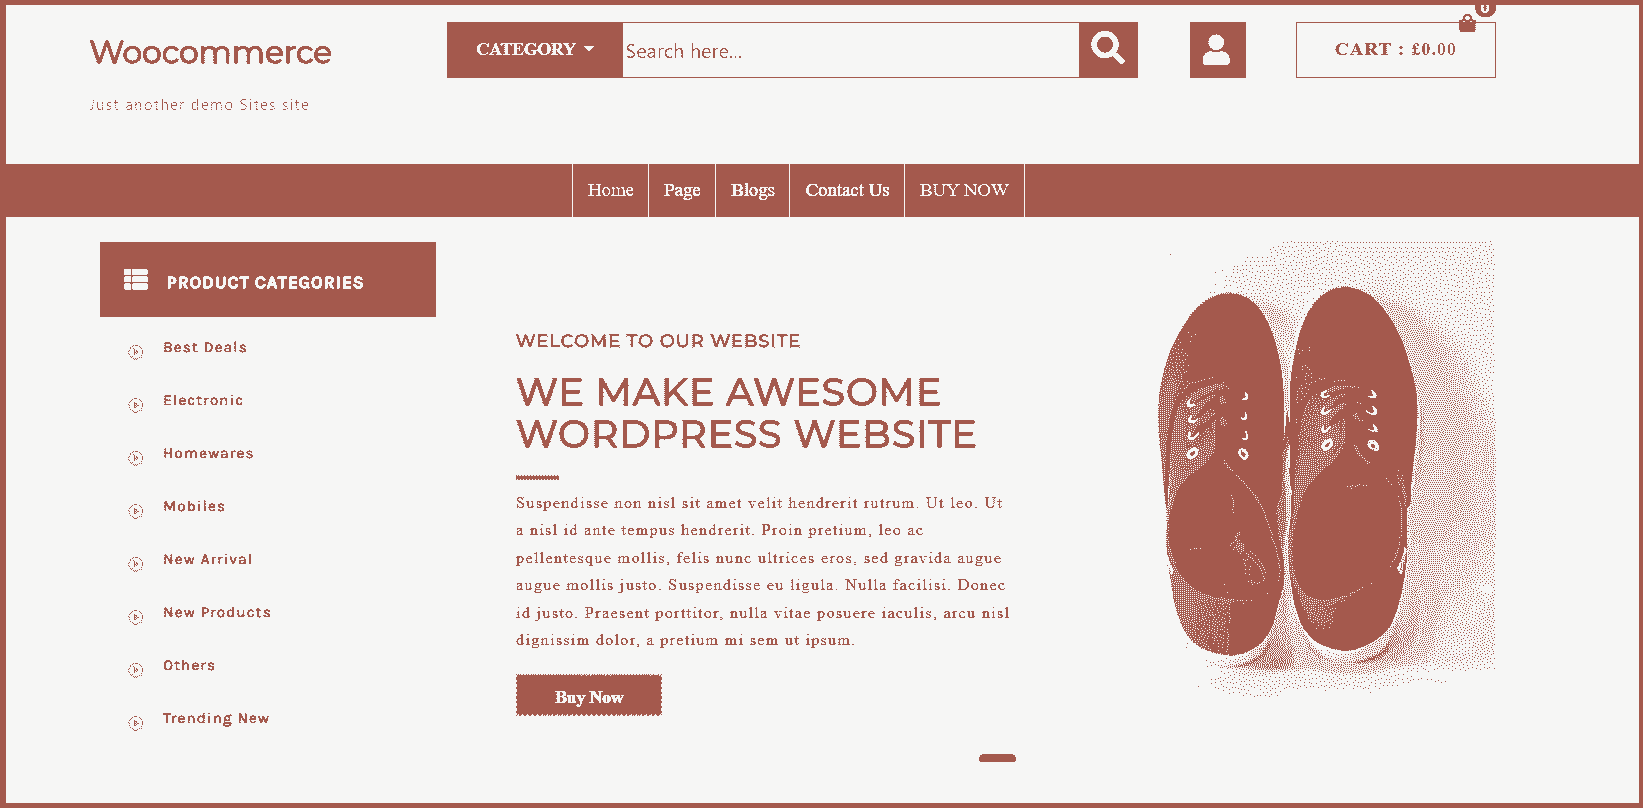 Woocommerce
Just another demo Sites site
CATEGORY
Search here...
0
CART : £0.00
Home
Page
Blogs
Contact Us
BUY NOW
PRODUCT CATEGORIES
Best Deals
Electronic
Homewares
Mobiles
New Arrival
New Products
Others
Trending New
WELCOME TO OUR WEBSITE
WE MAKE AWESOME
WORDPRESS WEBSITE
Suspendisse non nisl sit amet velit hendrerit rutrum. Ut leo. Ut
a nisl id ante tempus hendrerit. Proin pretium, leo ac
pellentesque mollis, felis nunc ultrices eros, sed gravida augue
augue mollis justo. Suspendisse eu ligula. Nulla facilisi. Donec
id justo. Praesent porttitor, nulla vitae posuere iaculis, arcu nisl
dignissim dolor, a pretium mi sem ut ipsum.
Buy Now